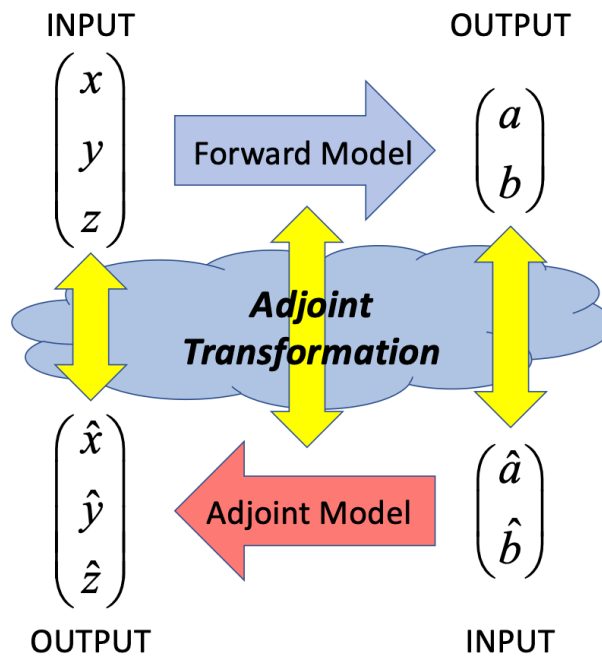 INPUT
OUTPUT
x
y
z
Forward Model
a
b
Adjoint
Transformation
x̂
ŷ
ẑ
Adjoint Model
â
b̂
OUTPUT
INPUT